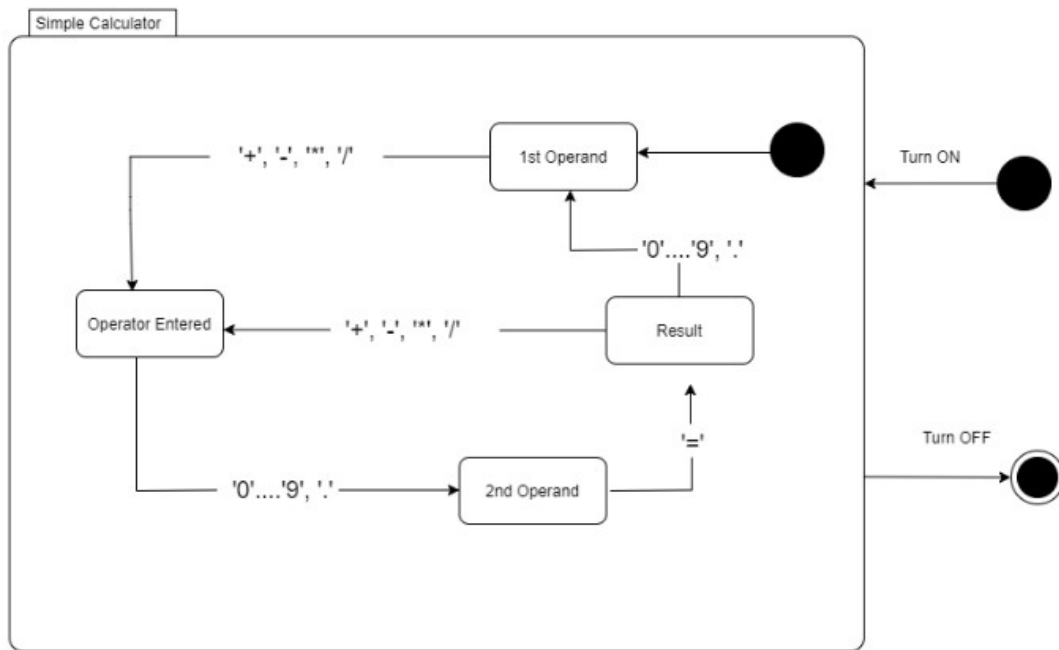 Simple Calculator
'+', '-', '*', '/'
1st Operand
Turn ON
'0'....'9', '.'
Operator Entered
'+', '-', '*', '/'
Result
Turn OFF
'='
'0'....'9', '.'
2nd Operand